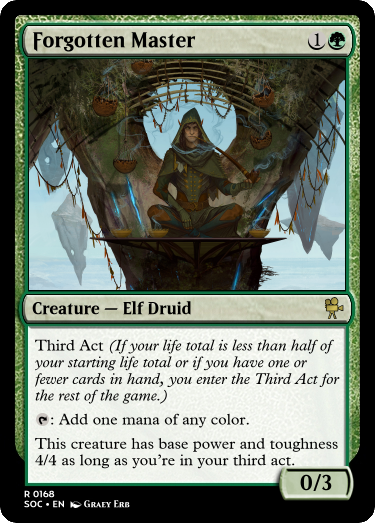 Forgotten Master 1
Creature — Elf Druid
Third Act (If your life total is less than half of
your starting life total or if you have one or
fewer cards in hand, you enter the Third Act for
the rest of the game.)
: Add one mana of any color.
This creature has base power and toughness
4/4 as long as you're in your third act.
0/3
R 0168
SOC • EN Graey Erb